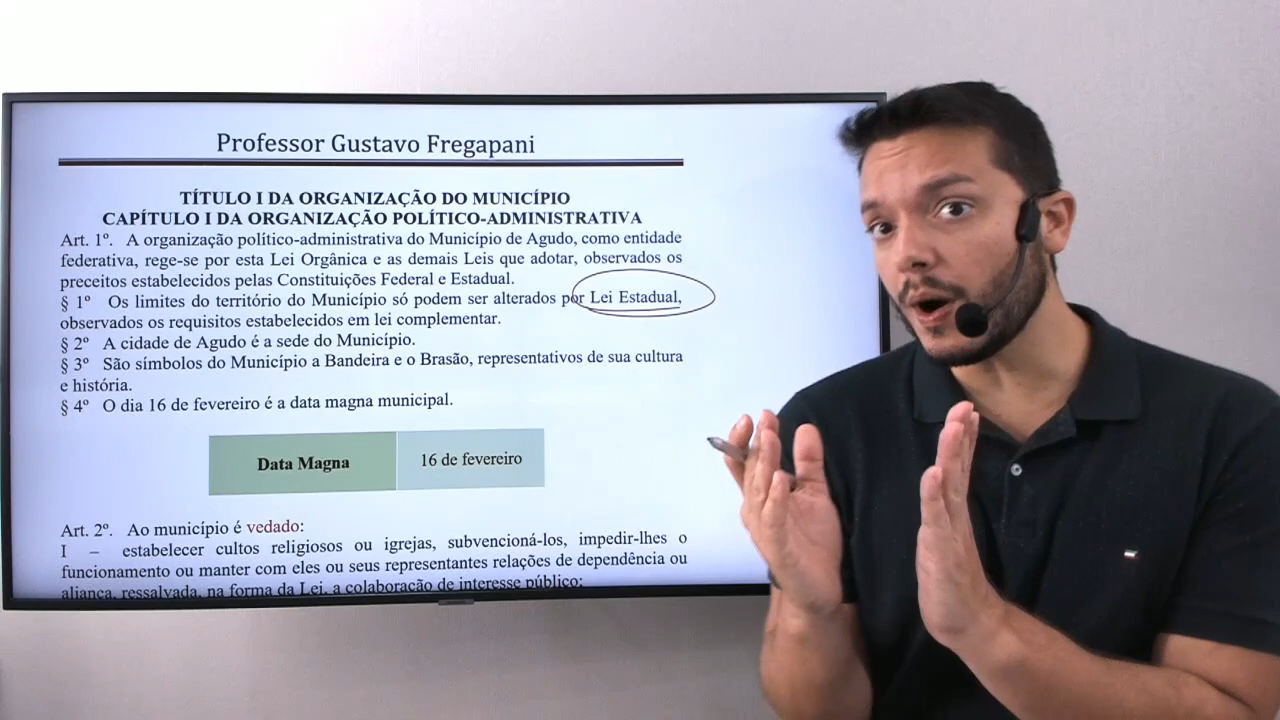 Professor Gustavo Fregapani
TÍTULO I DA ORGANIZAÇÃO DO MUNICÍPIO
CAPÍTULO I DA ORGANIZAÇÃO POLÍTICO-ADMINISTRATIVA
Art. 1º. A organização político-administrativa do Município de Agudo, como entidade
federativa, rege-se por esta Lei Orgânica e as demais Leis que adotar, observados os
preceitos estabelecidos pelas Constituições Federal e Estadual.
§ 1º Os limites do território do Município só podem ser alterados por Lei Estadual,
observados os requisitos estabelecidos em lei complementar.
§ 2º A cidade de Agudo é a sede do Município.
§ 3º São símbolos do Município a Bandeira e o Brasão, representativos de sua cultura
e história.
§ 4º O dia 16 de fevereiro é a data magna municipal.
Data Magna 16 de fevereiro
Art. 2º. Ao município é vedado:
I – estabelecer cultos religiosos ou igrejas, subvencioná-los, impedir-lhes o
funcionamento ou manter com eles ou seus representantes relações de dependência ou
aliança, ressalvada, na forma da Lei, a colaboração de interesse público;